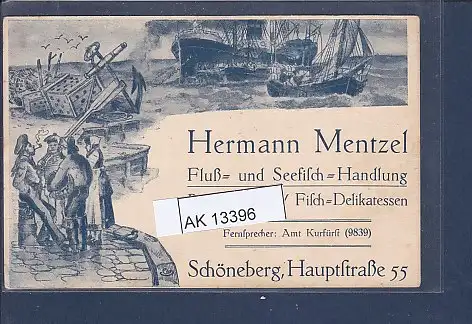 Hermann Mentzel
Fluß= und Seefisch=Handlung
/ Fisch=Delikatessen
AK 13396
Fernsprecher: Amt Kurfürst (9839)
Schöneberg, Hauptstraße 55